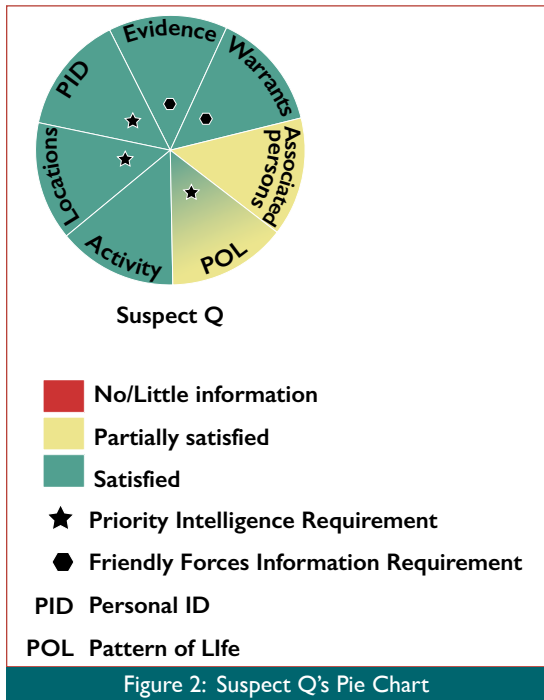 Evidence
Warrants
PID
Associated
persons
Locations
Activity
POL
Suspect Q
No/Little information
Partially satisfied
Satisfied
Priority Intelligence Requirement
Friendly Forces Information Requirement
PID Personal ID
POL Pattern of LIfe
Figure 2: Suspect Q's Pie Chart